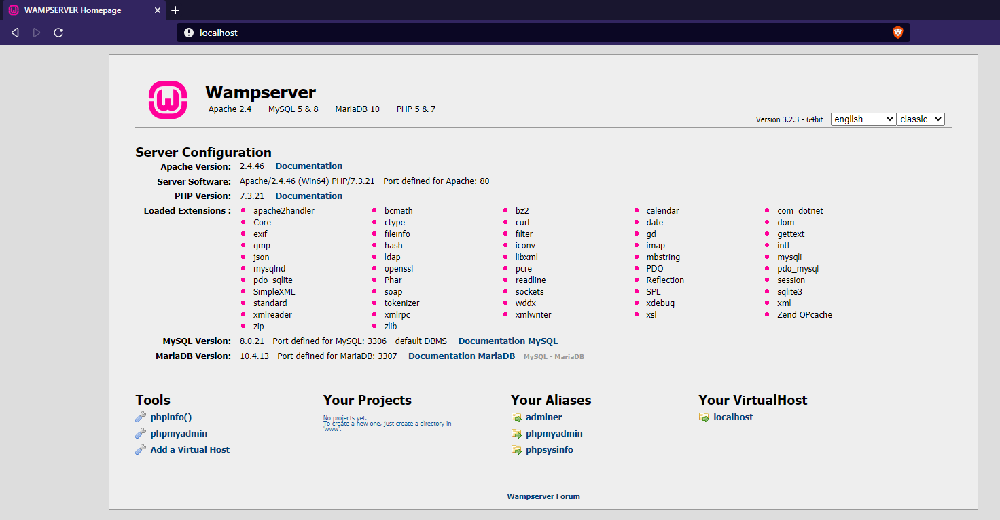 WAMPSERVER Homepage
localhost
Wampserver
Apache 2.4 - MySQL 5 & 8 - MariaDB 10 - PHP 5 & 7
Version 3.2.3 - 64bit english classic
Server Configuration
Apache Version: 2.4.46 - Documentation
Server Software: Apache/2.4.46 (Win64) PHP/7.3.21 - Port defined for Apache: 80
PHP Version: 7.3.21 - Documentation
Loaded Extensions : apache2handler bcmath bz2 calendar com_dotnet
Core ctype curl date dom
exif fileinfo filter gd gettext
gmp hash iconv imap intl
json ldap libxml mbstring mysqli
mysqlnd openssl pcre PDO pdo_mysql
pdo_sqlite Phar readline Reflection session
SimpleXML soap sockets SPL sqlite3
standard tokenizer wddx xdebug xml
xmlreader xmlrpc xmlwriter xsl Zend OPcache
zip zlib
MySQL Version: 8.0.21 - Port defined for MySQL: 3306 - default DBMS - Documentation MySQL
MariaDB Version: 10.4.13 - Port defined for MariaDB: 3307 - Documentation MariaDB - MySQL - MariaDB
Tools
phpinfo()
phpmyadmin
Add a Virtual Host
Your Projects
No projects yet.
To create a new one, just create a directory in
'www'.
Your Aliases
adminer
phpmyadmin
phpsysinfo
Your VirtualHost
localhost
Wampserver Forum